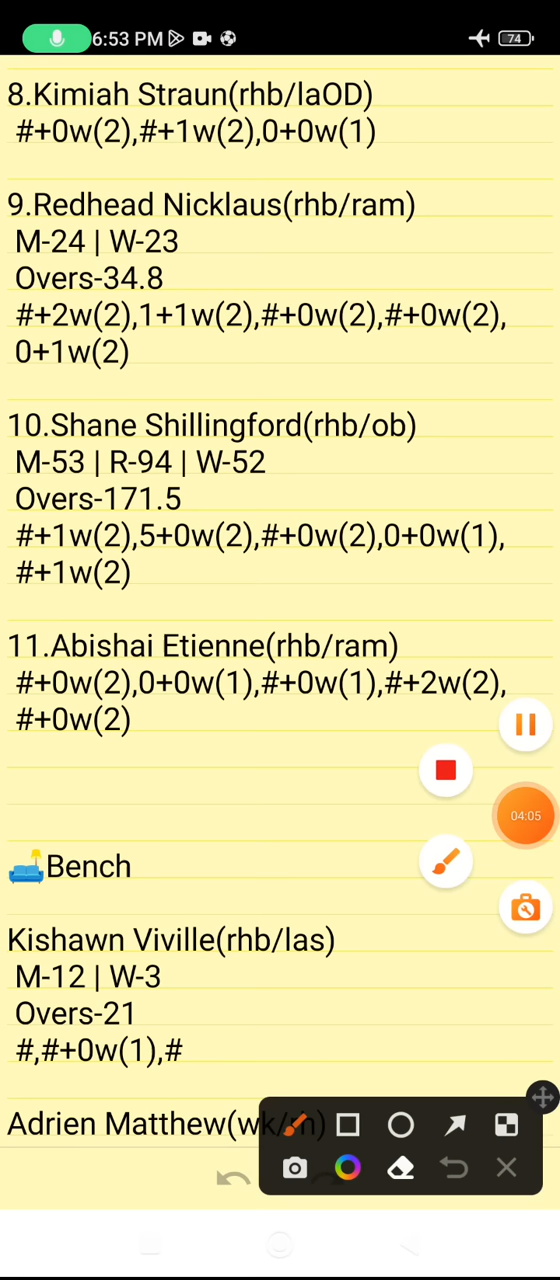 6:53 PM
74
8.Kimiah Straun(rhb/laOD)
#+0w(2),#+1w(2),0+0w(1)
9.Redhead Nicklaus(rhb/ram)
M-24 | W-23
Overs-34.8
#+2w(2),1+1w(2),#+0w(2),#+0w(2),
0+1w(2)
10.Shane Shillingford(rhb/ob)
M-53 | R-94 | W-52
Overs-171.5
#+1w(2),5+0w(2),#+0w(2),0+0w(1),
#+1w(2)
11.Abishai Etienne(rhb/ram)
#+0w(2),0+0w(1),#+0w(1),#+2w(2),
#+0w(2)
04:05
Bench
Kishawn Viville(rhb/las)
M-12 | W-3
Overs-21
#,#+0w(1),#
Adrien Matthew(wk/rh)